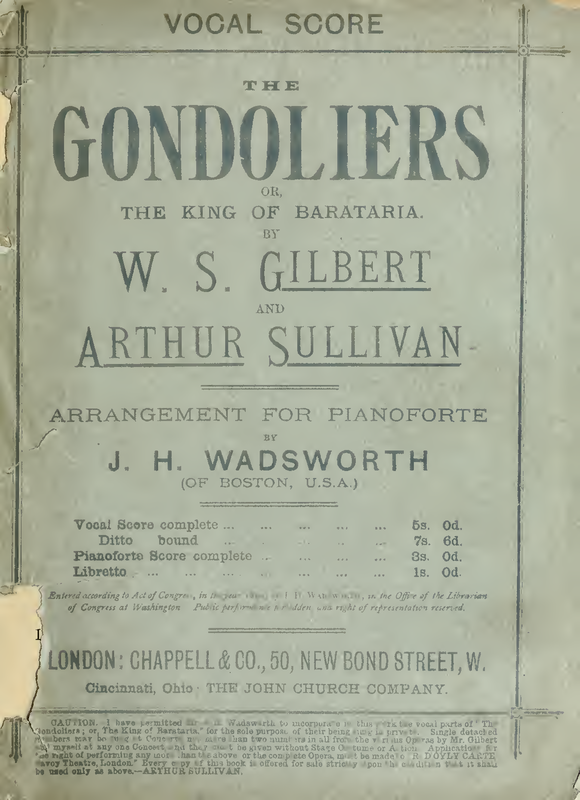 VOCAL SCORE
THE
GONDOLIERS
OR,
THE KING OF BARATARIA.
BY
W. S. GILBERT
AND
ARTHUR SULLIVAN
ARRANGEMENT FOR PIANOFORTE
BY
J. H. WADSWORTH
(OF BOSTON, U.S.A.)
Vocal Score complete ... ... ... ... ... 5s. 0d.
Ditto bound ... ... ... ... 7s. 6d.
Pianoforte Score complete ... ... ... ... 3s. 0d.
Libretto ... ... ... ... ... ... 1s. 0d.
Entered according to Act of Congress, in the year by J. H. Wadsworth, in the Office of the Librarian
of Congress at Washington Public performance forbidden and right of representation reserved.
LONDON: CHAPPELL & CO., 50, NEW BOND STREET, W.
Cincinnati, Ohio: THE JOHN CHURCH COMPANY.
CAUTION. I have permitted Wadsworth to incorporate in this work the vocal parts of "The
Gondoliers; or, The King of Barataria," for the sole purpose of their being sung in private. Single detached
numbers may be sung at Concerts, not more than two numbers in all from the various Operas by Mr. Gilbert
and myself at any one Concert and they must be given without Stage Costume or Action. Applications for
the right of performing any more than the above or the complete Opera, must be made to R. D'OYLY CARTE
Savoy Theatre, London." Every copy of this book is offered for sale strictly upon the condition that it shall
be used only as above.—ARTHUR SULLIVAN.